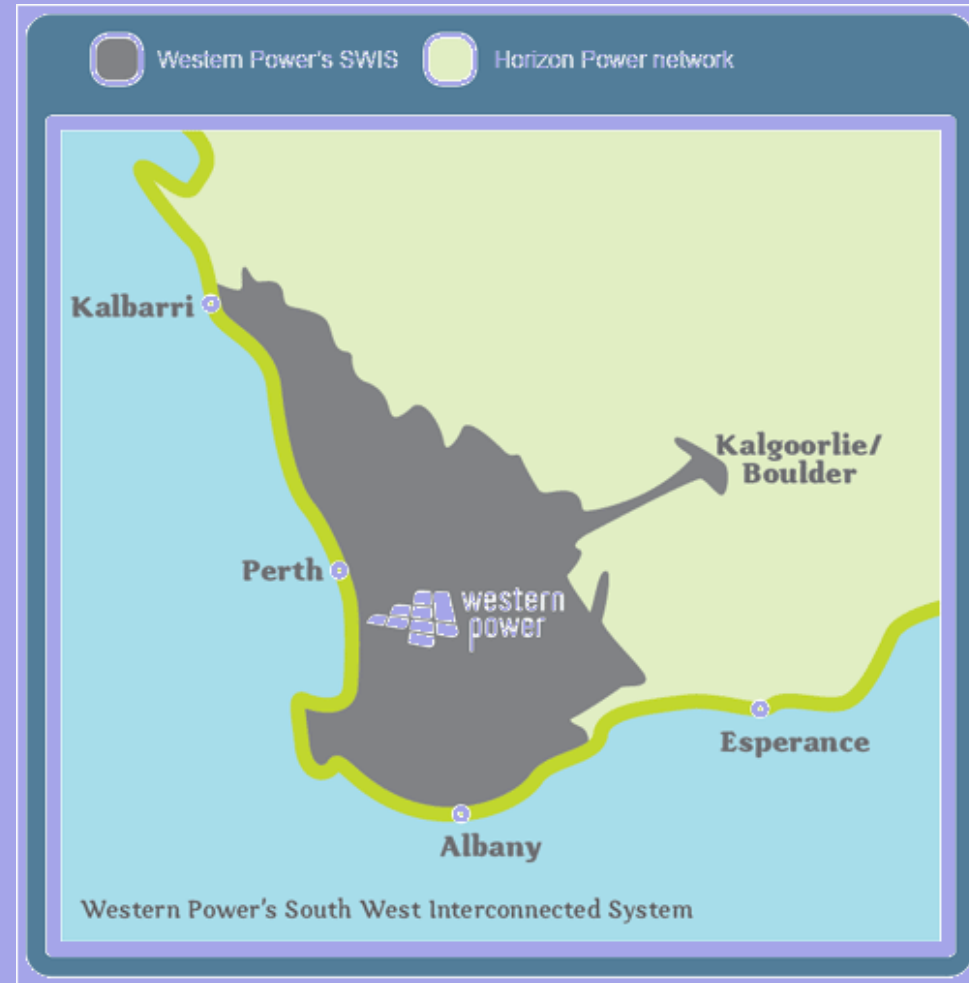 Western Power's SWIS
Horizon Power network
Kalbarri
Kalgoorlie/
Boulder
Perth
western
power
Esperance
Albany
Western Power's South West Interconnected System